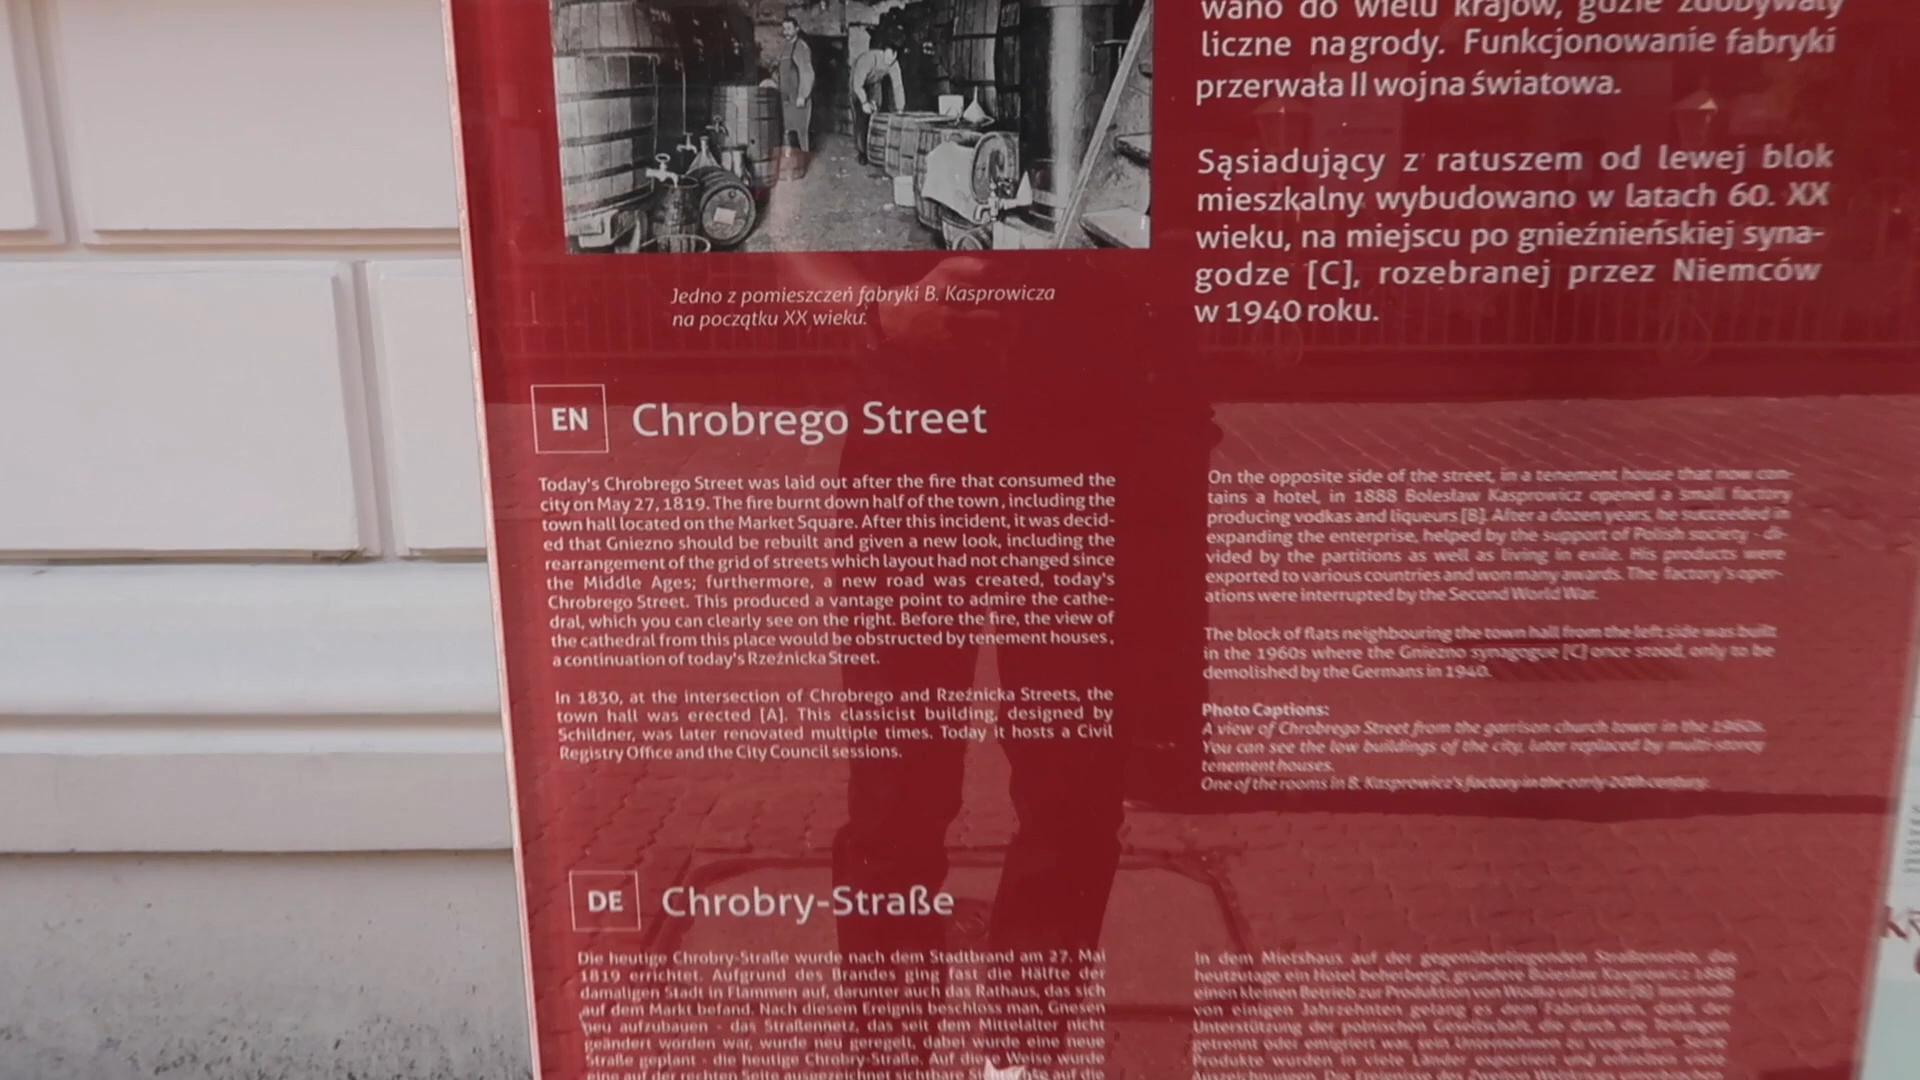 wano do wielu krajów, gdzie zdobywały
liczne nagrody. Funkcjonowanie fabryki
przerwała II wojna światowa.
Sąsiadujący z ratuszem od lewej blok
mieszkalny wybudowano w latach 60. XX
wieku, na miejscu po gnieźnieńskiej syna-
godze [C], rozebranej przez Niemców
w 1940 roku.
Jedno z pomieszczeń fabryki B. Kasprowicza
na początku XX wieku.
EN Chrobrego Street
Today's Chrobrego Street was laid out after the fire that consumed the
city on May 27, 1819. The fire burnt down half of the town, including the
town hall located on the Market Square. After this incident, it was decid-
ed that Gniezno should be rebuilt and given a new look, including the
rearrangement of the grid of streets which layout had not changed since
the Middle Ages; furthermore, a new road was created, today's
Chrobrego Street. This produced a vantage point to admire the cathe-
dral, which you can clearly see on the right. Before the fire, the view of
the cathedral from this place would be obstructed by tenement houses,
a continuation of today's Rzeźnicka Street.
In 1830, at the intersection of Chrobrego and Rzeźnicka Streets, the
town hall was erected [A]. This classicist building, designed by
Schildner, was later renovated multiple times. Today it hosts a Civil
Registry Office and the City Council sessions.
On the opposite side of the street, in a tenement house that now con-
tains a hotel, in 1888 Bolesław Kasprowicz opened a small factory
producing vodkas and liqueurs [B]. After a dozen years, he succeeded in
expanding the enterprise, helped by the support of Polish society - di-
vided by the partitions as well as living in exile. His products were
exported to various countries and won many awards. The factory's oper-
ations were interrupted by the Second World War.
The block of flats neighbouring the town hall from the left side was built
in the 1960s where the Gniezno synagogue [C] once stood, only to be
demolished by the Germans in 1940.
Photo Captions:
A view of Chrobrego Street from the garrison church tower in the 1960s.
You can see the low buildings of the city, later replaced by multi-storey
tenement houses.
One of the rooms in B. Kasprowicz's factory in the early 20th century.
DE Chrobry-Straße
Die heutige Chrobry-Straße wurde nach dem Stadtbrand am 27. Mai
1819 errichtet. Aufgrund des Brandes ging fast die Hälfte der
damaligen Stadt in Flammen auf, darunter auch das Rathaus, das sich
auf dem Markt befand. Nach diesem Ereignis beschloss man, Gnesen
neu aufzubauen - das Straßennetz, das seit dem Mittelalter nicht
geändert worden war, wurde neu geregelt, dabei wurde eine neue
Straße geplant - die heutige Chrobry-Straße. Auf diese Weise wurde
eine auf der rechten Seite ausgezeichnet sichtbare auf die
In dem Mietshaus auf der gegenüberliegenden Straßenseite, das
heutzutage ein Hotel beherbergt, gründete Bolesław Kasprowicz 1888
einen kleinen Betrieb zur Produktion von Wodka und Likör [B]. Innerhalb
von einigen Jahrzehnten gelang es dem Fabrikanten, dank der
Unterstützung der polnischen Gesellschaft, die durch die Teilungen
getrennt oder emigriert war, sein Unternehmen zu vergrößern. Seine
Produkte wurden in viele Länder exportiert und erhielten viele